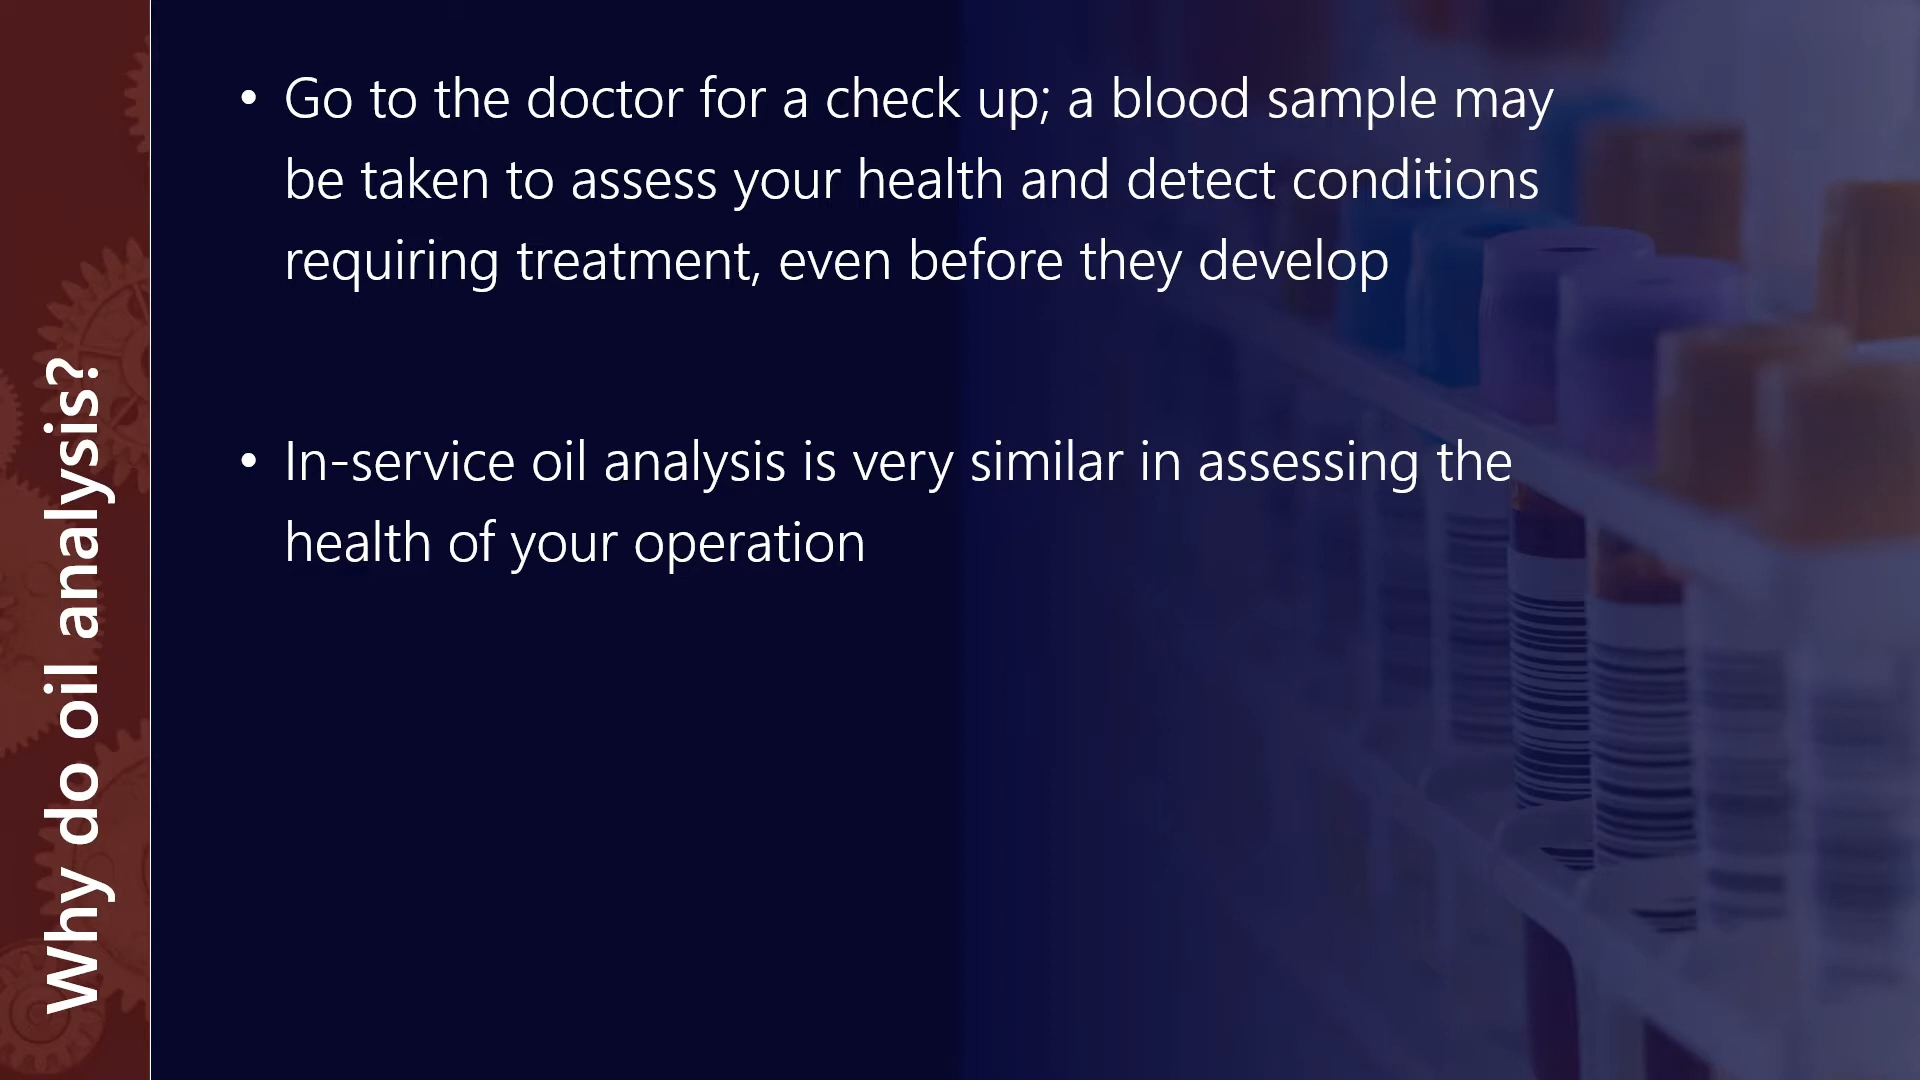 Why do oil analysis?
• Go to the doctor for a check up; a blood sample may
be taken to assess your health and detect conditions
requiring treatment, even before they develop
• In-service oil analysis is very similar in assessing the
health of your operation